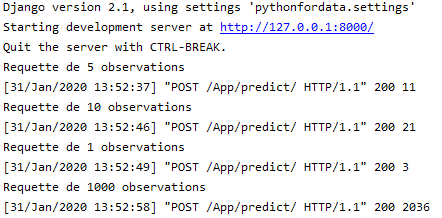 Django version 2.1, using settings 'pythonfordata.settings'
Starting development server at http://127.0.0.1:8000/
Quit the server with CTRL-BREAK.
Requette de 5 observations
[31/Jan/2020 13:52:37] "POST /App/predict/ HTTP/1.1" 200 11
Requette de 10 observations
[31/Jan/2020 13:52:46] "POST /App/predict/ HTTP/1.1" 200 21
Requette de 1 observations
[31/Jan/2020 13:52:49] "POST /App/predict/ HTTP/1.1" 200 3
Requette de 1000 observations
[31/Jan/2020 13:52:58] "POST /App/predict/ HTTP/1.1" 200 2036